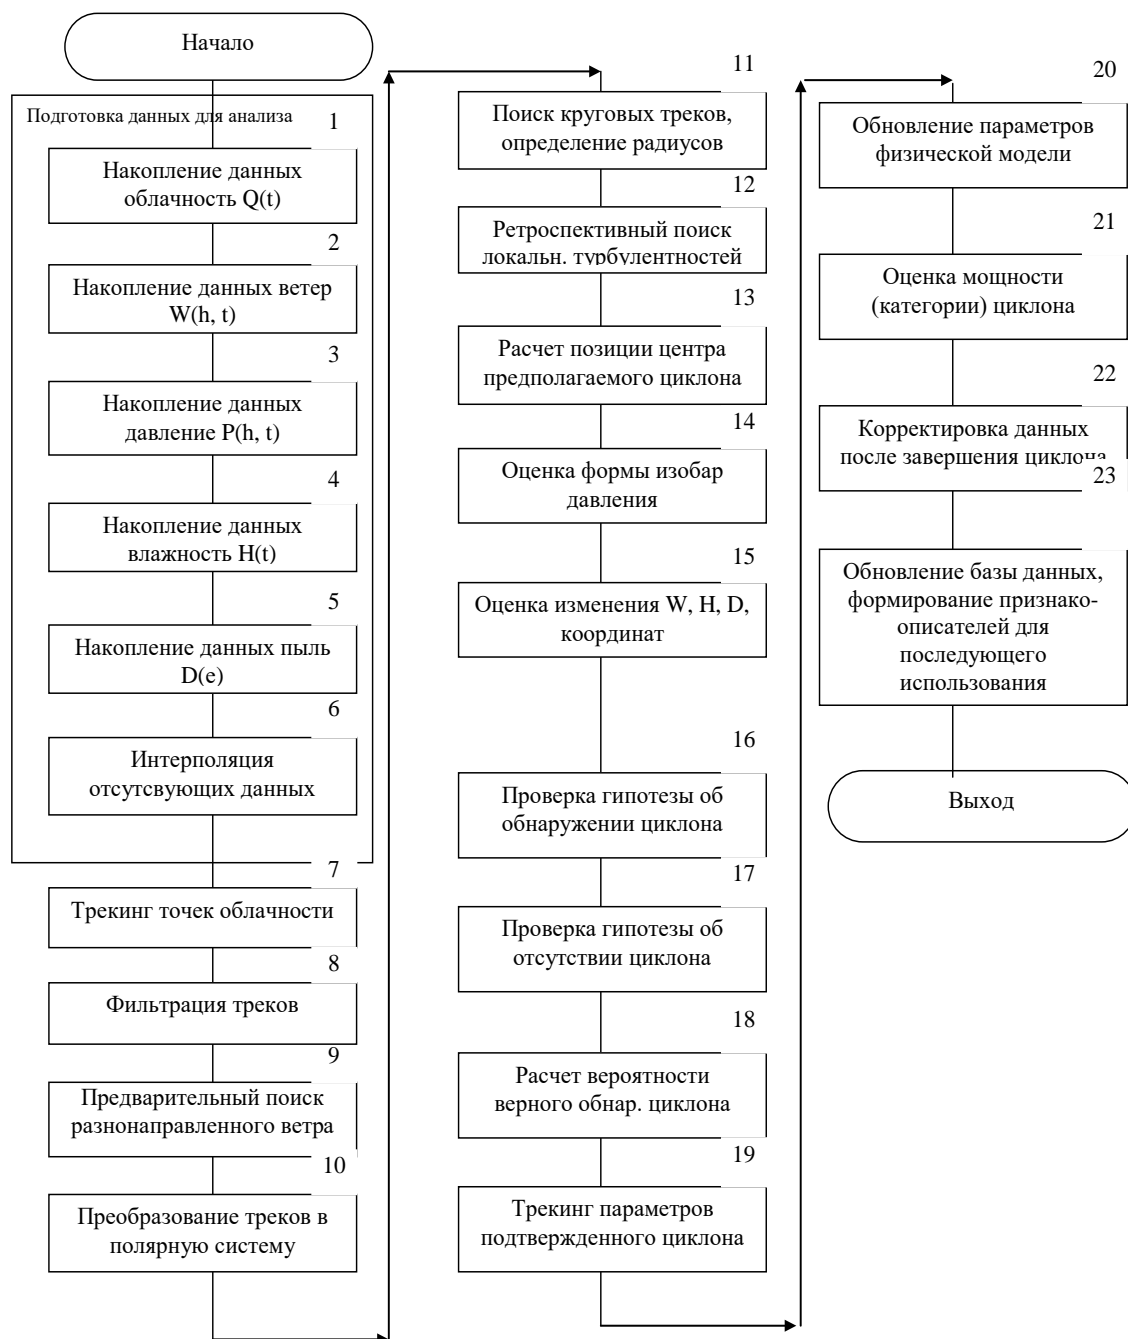 Начало
Подготовка данных для анализа
1
Накопление данных
облачность Q(t)
2
Накопление данных ветер
W(h, t)
3
Накопление данных
давление P(h, t)
4
Накопление данных
влажность H(t)
5
Накопление данных пыль
D(e)
6
Интерполяция
отсутсвующих данных
7
Трекинг точек облачности
8
Фильтрация треков
9
Предварительный поиск
разнонаправленного ветра
10
Преобразование треков в
полярную систему
11
Поиск круговых треков,
определение радиусов
12
Ретроспективный поиск
локальн. турбулентностей
13
Расчет позиции центра
предполагаемого циклона
14
Оценка формы изобар
давления
15
Оценка изменения W, H, D,
координат
16
Проверка гипотезы об
обнаружении циклона
17
Проверка гипотезы об
отсутствии циклона
18
Расчет вероятности
верного обнар. циклона
19
Трекинг параметров
подтвержденного циклона
20
Обновление параметров
физической модели
21
Оценка мощности
(категории) циклона
22
Корректировка данных
после завершения циклона
23
Обновление базы данных,
формирование признако-
описателей для
последующего
использования
Выход